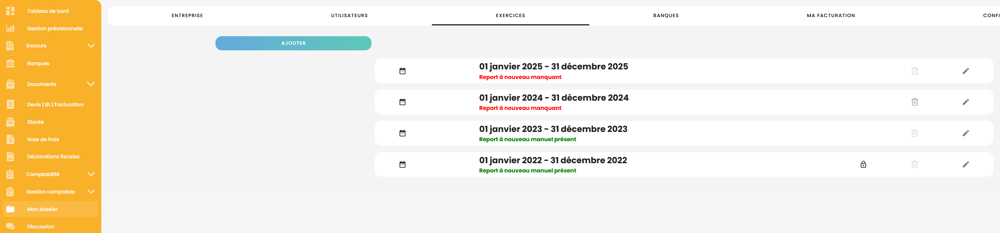 Tableau de bord
Gestion prévisionnelle
Encours
Banques
Documents
Devis | BL | Facturation
Stocks
Note de frais
Déclarations fiscales
Comptabilité
Gestion comptable
Mon dossier
Discussion
ENTREPRISE
UTILISATEURS
EXERCICES
BANQUES
MA FACTURATION
CONFI
AJOUTER
01 janvier 2025 - 31 décembre 2025
Report à nouveau manquant
01 janvier 2024 - 31 décembre 2024
Report à nouveau manquant
01 janvier 2023 - 31 décembre 2023
Report à nouveau manuel présent
01 janvier 2022 - 31 décembre 2022
Report à nouveau manuel présent